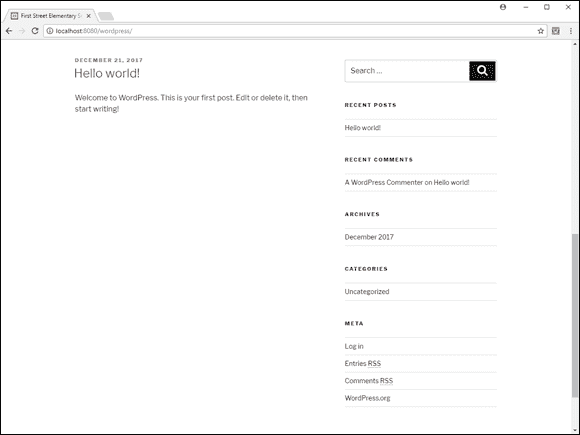 First Street Elementary S
localhost:8080/wordpress/
DECEMBER 21, 2017
Hello world!
Welcome to WordPress. This is your first post. Edit or delete it, then
start writing!
Search …
RECENT POSTS
Hello world!
RECENT COMMENTS
A WordPress Commenter on Hello world!
ARCHIVES
December 2017
CATEGORIES
Uncategorized
META
Log in
Entries RSS
Comments RSS
WordPress.org